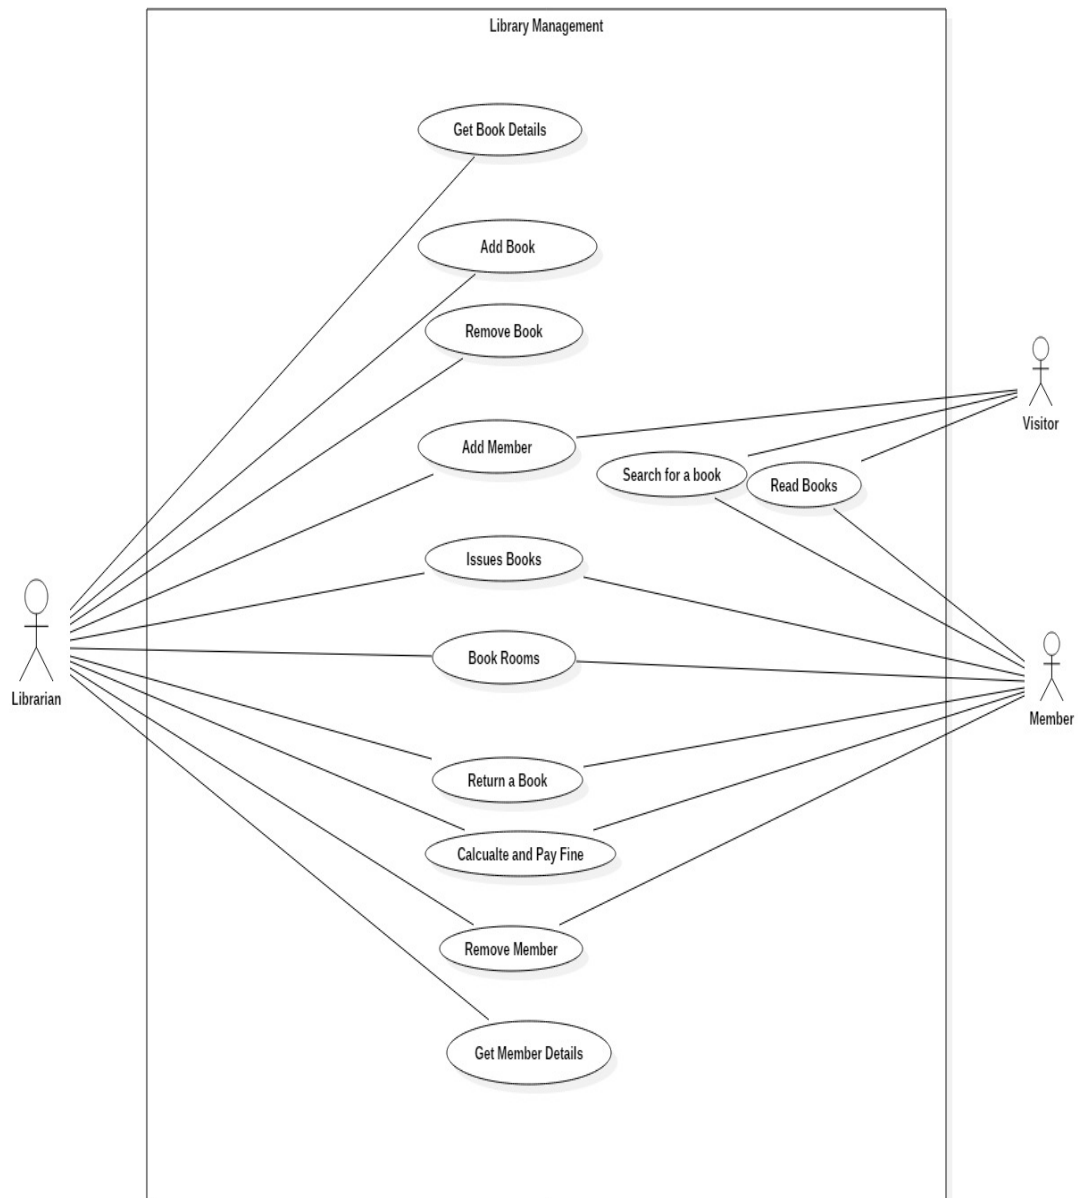 Library Management
Get Book Details
Add Book
Remove Book
Visitor
Add Member
Search for a book
Read Books
Issues Books
Book Rooms
Librarian
Member
Return a Book
Calcualte and Pay Fine
Remove Member
Get Member Details